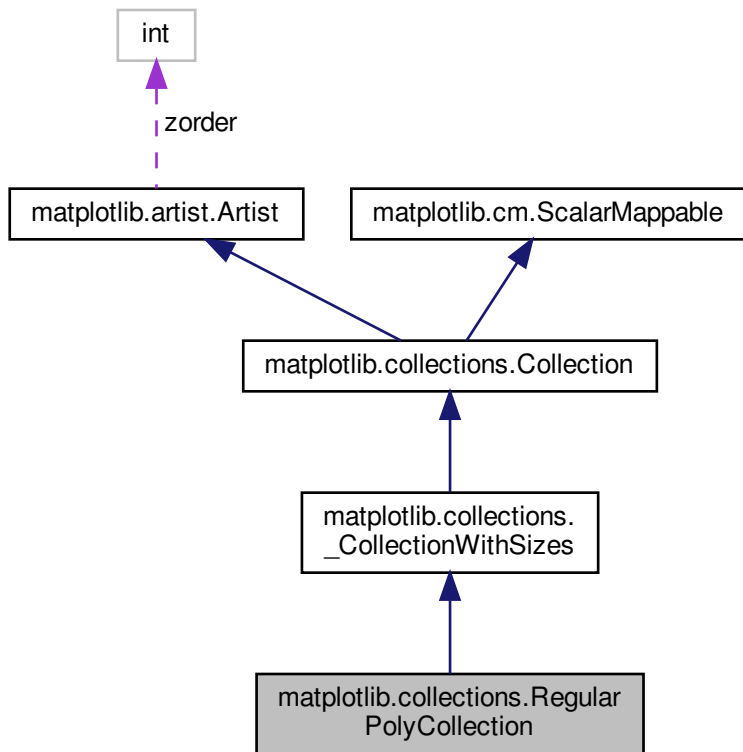 int
zorder
matplotlib.artist.Artist
matplotlib.cm.ScalarMappable
matplotlib.collections.Collection
matplotlib.collections.
_CollectionWithSizes
matplotlib.collections.Regular
PolyCollection